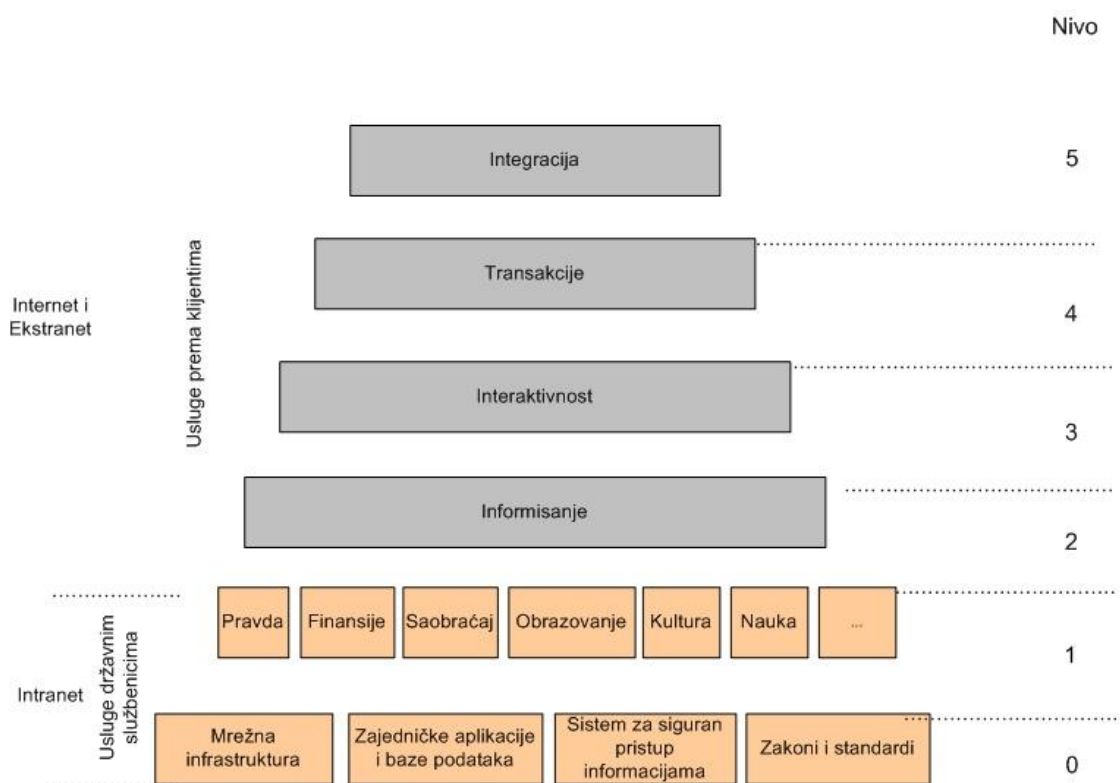 Nivo
Integracija
5
Usluge prema klijentima
Internet i
Ekstranet
Transakcije
4
Interaktivnost
3
Informisanje
2
Pravda
Finansije
Saobraćaj
Obrazovanje
Kultura
Nauka
...
1
Intranet
Usluge državnim
službenicima
Mrežna
infrastruktura
Zajedničke aplikacije
i baze podataka
Sistem za siguran
pristup
informacijama
Zakoni i standardi
0